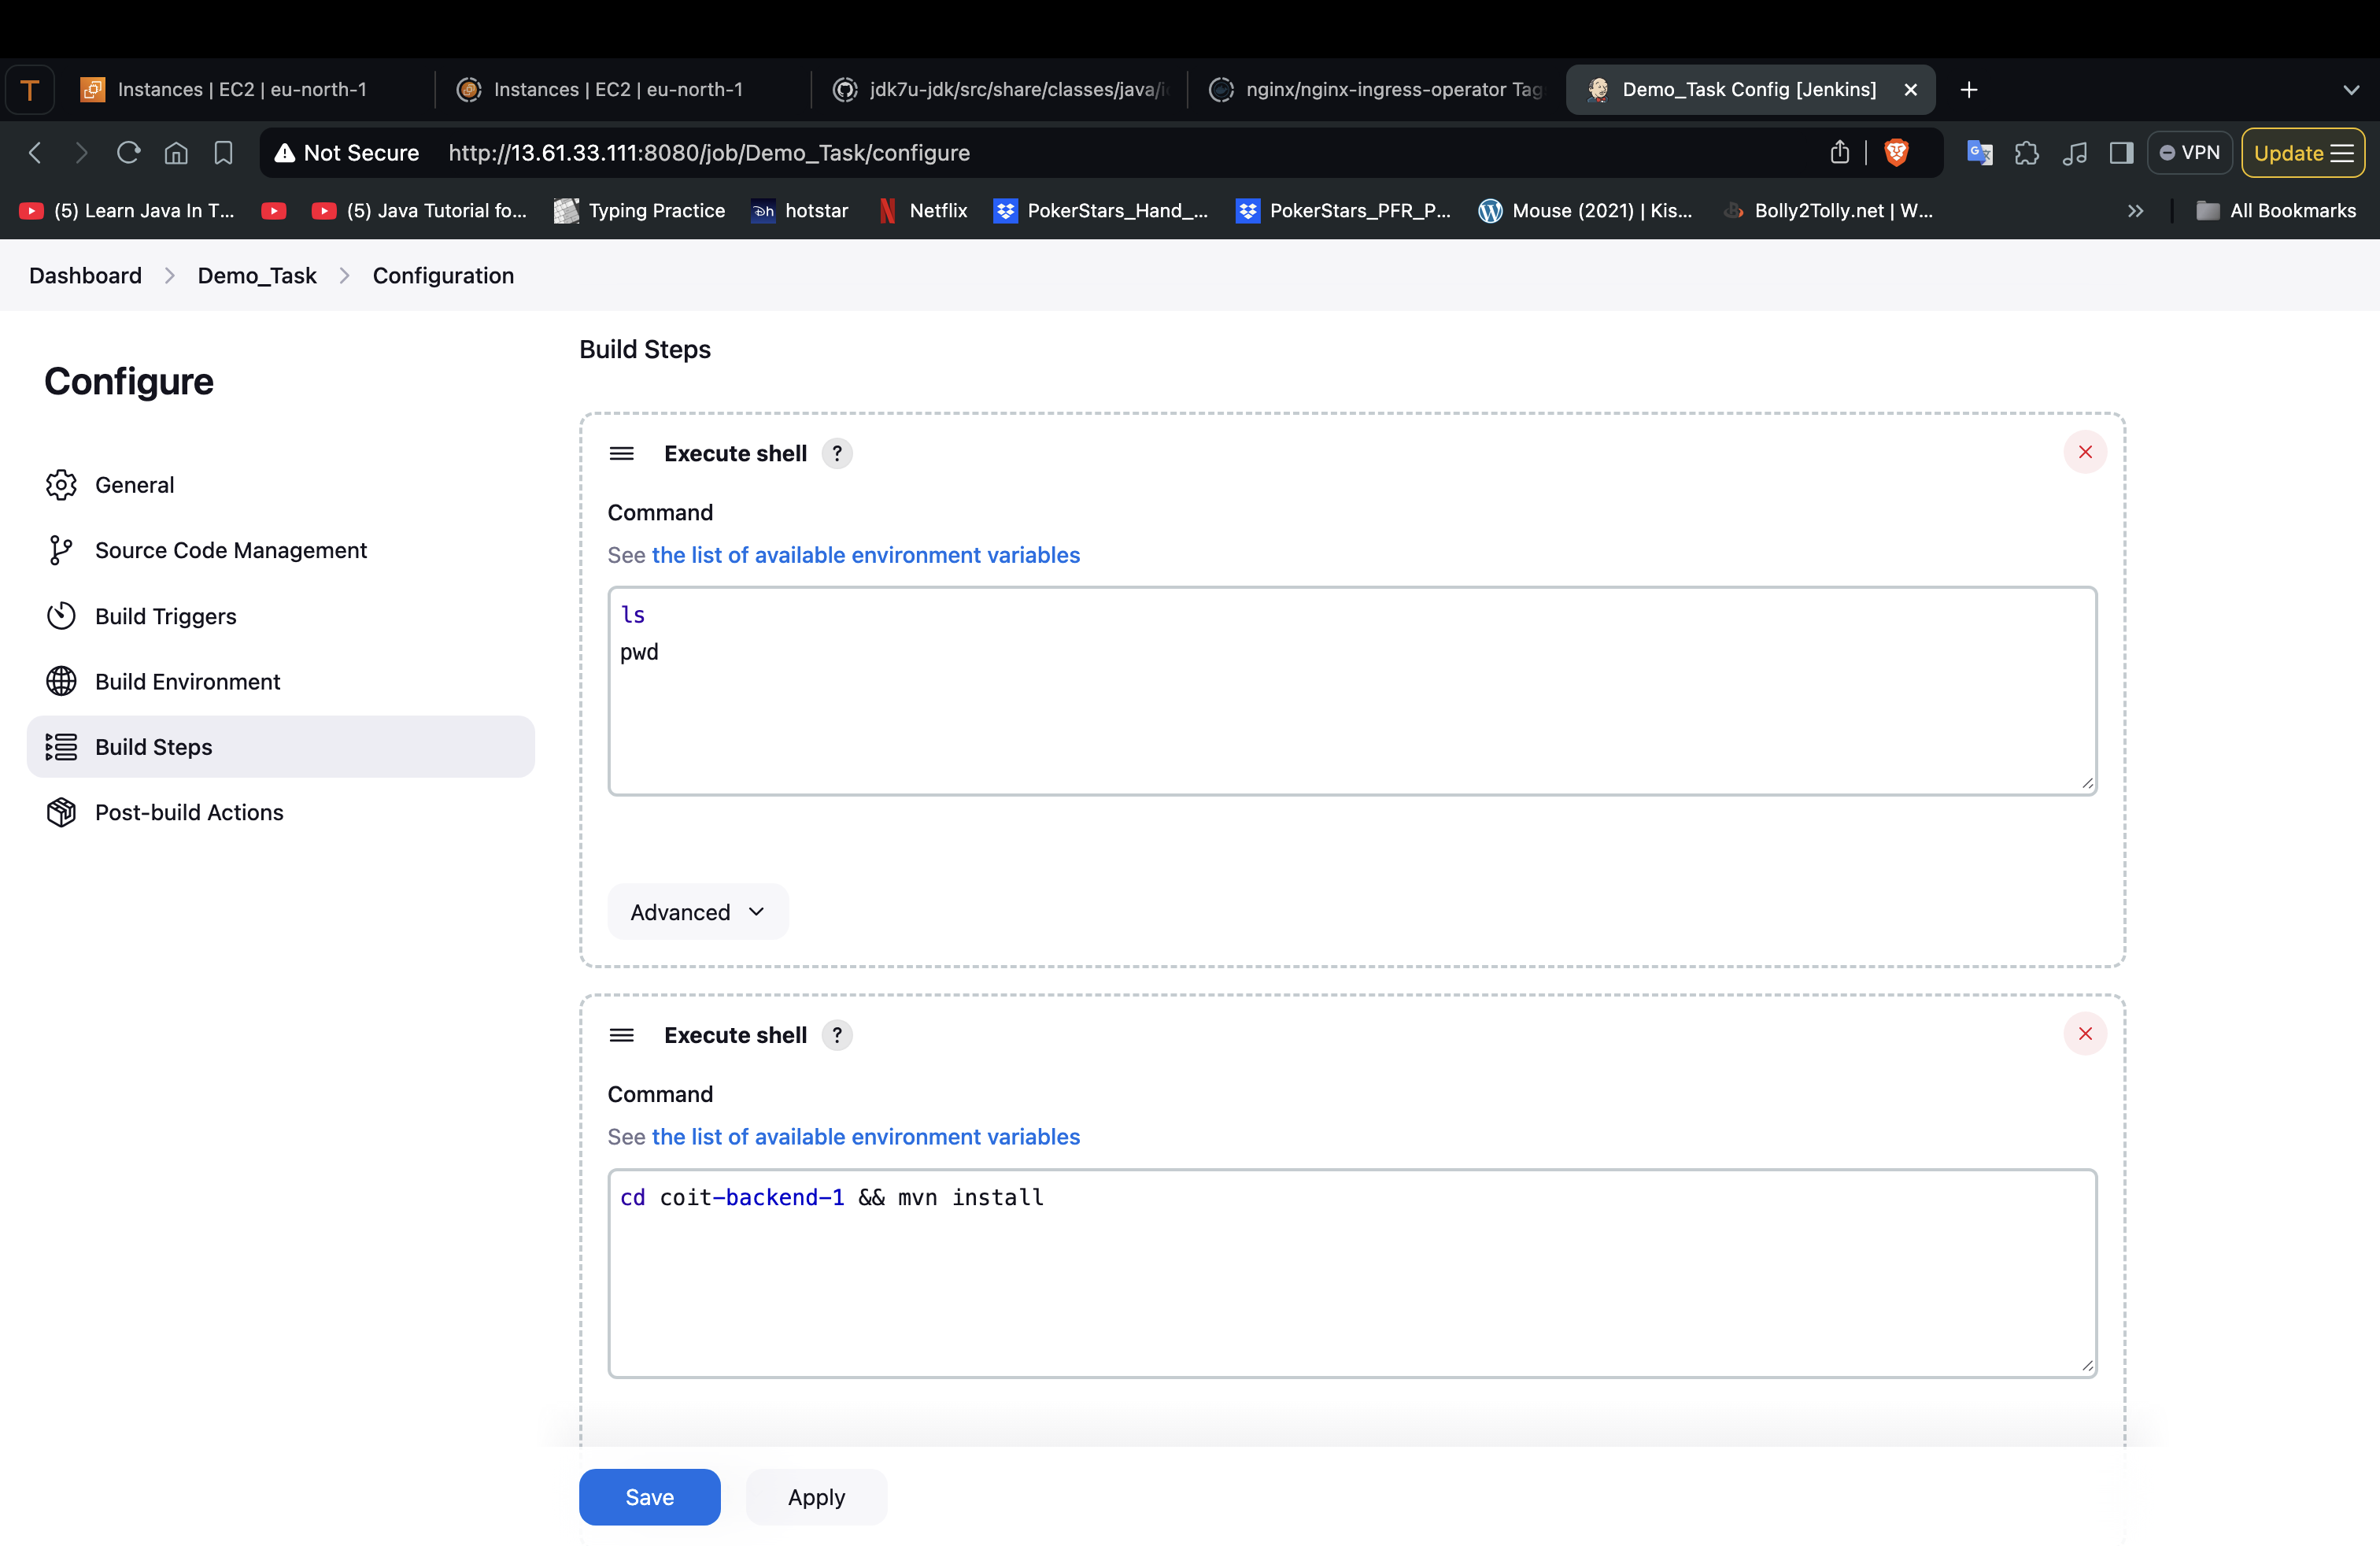 T Instances | EC2 | eu-north-1 Instances | EC2 | eu-north-1 jdk7u-jdk/src/share/classes/java/ nginx/nginx-ingress-operator Tag Demo_Task Config [Jenkins]
Not Secure http://13.61.33.111:8080/job/Demo_Task/configure VPN Update
(5) Learn Java In T... (5) Java Tutorial fo... Typing Practice hotstar Netflix PokerStars_Hand_... PokerStars_PFR_P... Mouse (2021) | Kis... Bolly2Tolly.net | W... » All Bookmarks
Dashboard > Demo_Task > Configuration
Configure
General
Source Code Management
Build Triggers
Build Environment
Build Steps
Post-build Actions
Build Steps
Execute shell ?
Command
See the list of available environment variables
ls
pwd
Advanced
Execute shell ?
Command
See the list of available environment variables
cd coit-backend-1 && mvn install
Save Apply